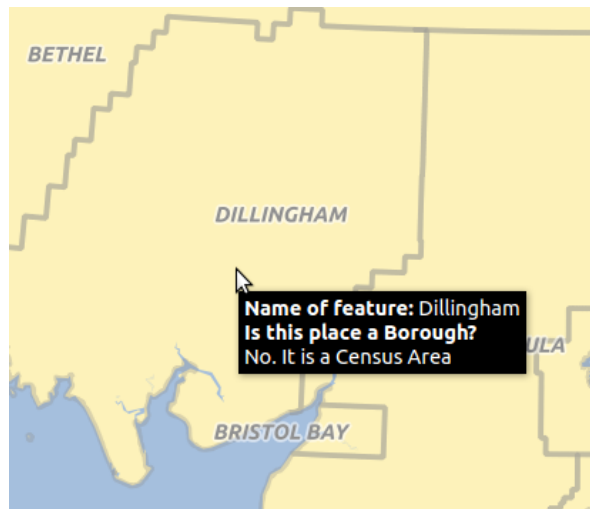 BETHEL
DILLINGHAM
Name of feature: Dillingham
Is this place a Borough?
No. It is a Census Area
ULA
BRISTOL BAY